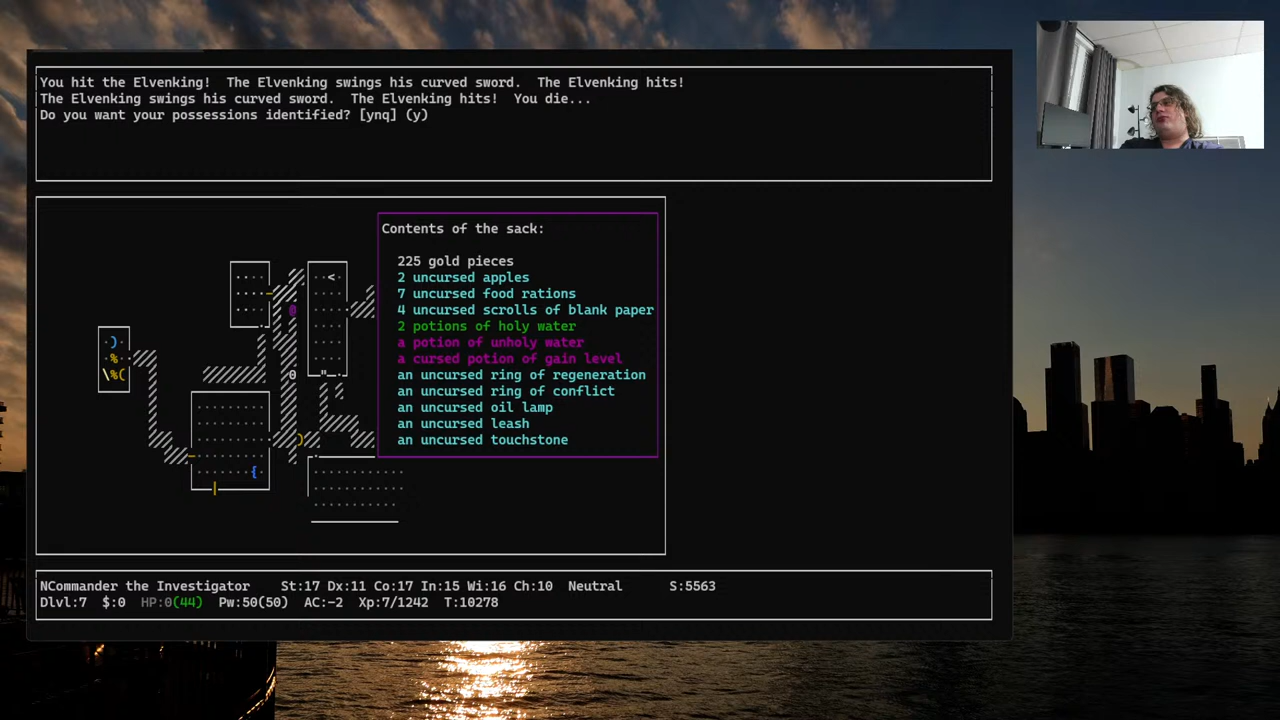 You hit the Elvenking!  The Elvenking swings his curved sword.  The Elvenking hits!
The Elvenking swings his curved sword.  The Elvenking hits!  You die...
Do you want your possessions identified? [ynq] (y)
Contents of the sack:
225 gold pieces
2 uncursed apples
7 uncursed food rations
4 uncursed scrolls of blank paper
2 potions of holy water
a potion of unholy water
a cursed potion of gain level
an uncursed ring of regeneration
an uncursed ring of conflict
an uncursed oil lamp
an uncursed leash
an uncursed touchstone
NCommander the Investigator    St:17 Dx:11 Co:17 In:15 Wi:16 Ch:10  Neutral      S:5563
Dlvl:7  $:0  HP:0(44)  Pw:50(50)  AC:-2  Xp:7/1242  T:10278